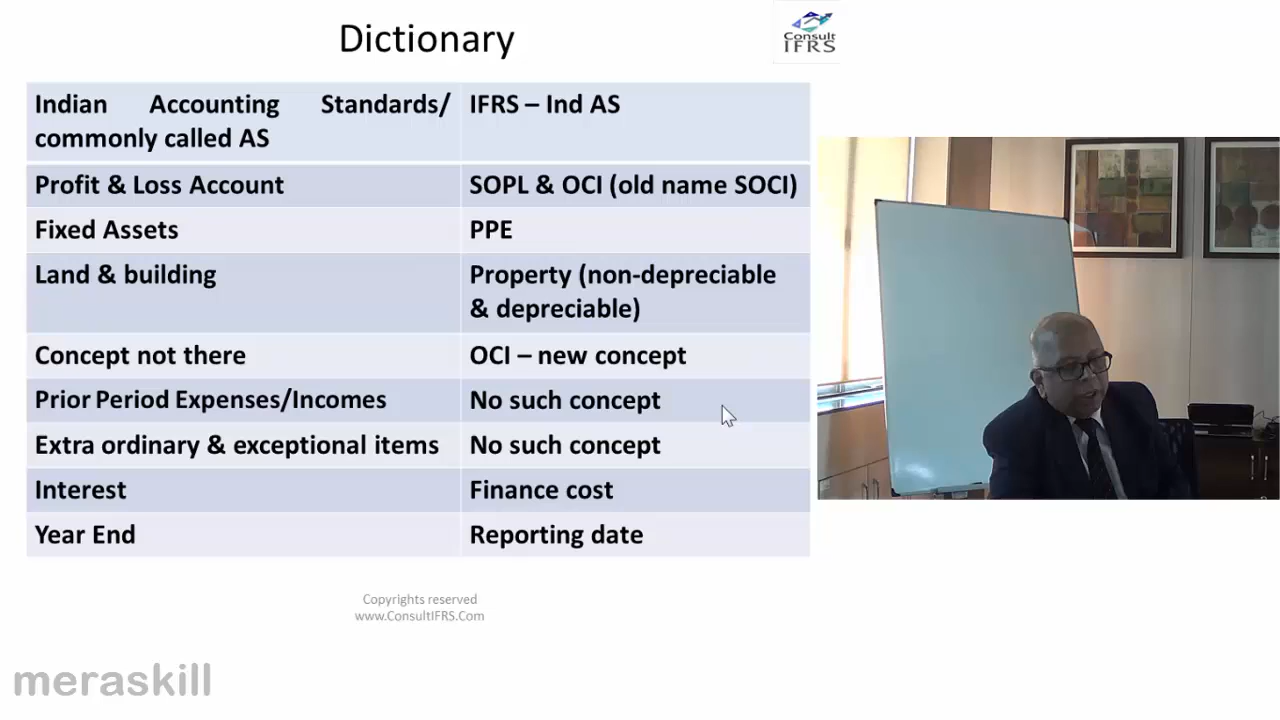 Dictionary
Consult
IFRS
Indian Accounting Standards/
commonly called AS
IFRS – Ind AS
Profit & Loss Account
SOPL & OCI (old name SOCI)
Fixed Assets
PPE
Land & building
Property (non-depreciable
& depreciable)
Concept not there
OCI – new concept
Prior Period Expenses/Incomes
No such concept
Extra ordinary & exceptional items
No such concept
Interest
Finance cost
Year End
Reporting date
Copyrights reserved
www.ConsultIFRS.Com
meraskill